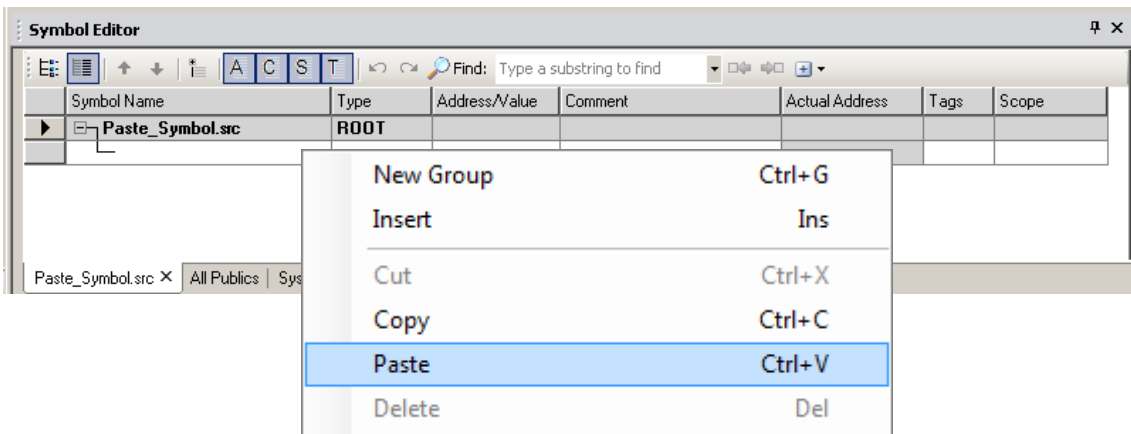 Symbol Editor
A C S T Find: Type a substring to find
Symbol Name Type Address/Value Comment Actual Address Tags Scope
Paste_Symbol.src ROOT
New Group Ctrl+G
Insert Ins
Paste_Symbol.src All Publics Sys
Cut Ctrl+X
Copy Ctrl+C
Paste Ctrl+V
Delete Del